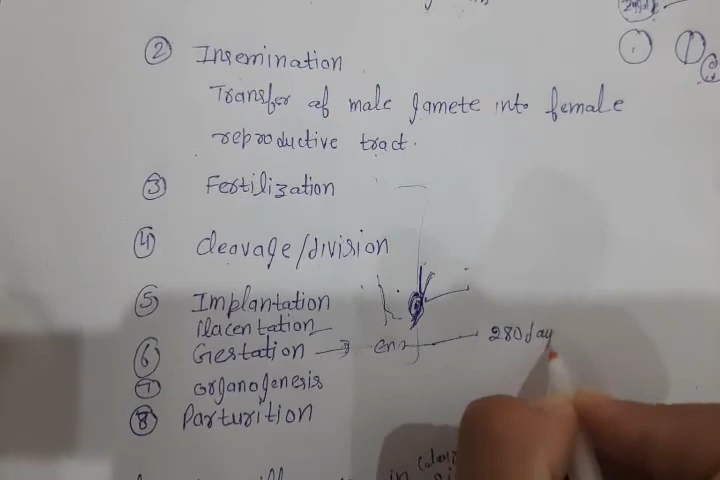 ② Insemination
Transfer of male gamete into female
reproductive tract.
③ Fertilization
④ Cleavage/division
⑤ Implantation
Placentation
⑥ Gestation → 280 day
⑦ Organogenesis
⑧ Parturition
in